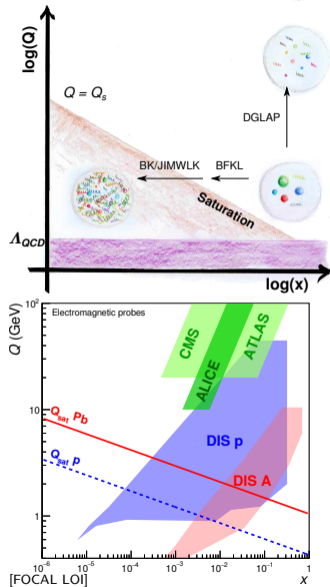 log(Q)
Q = Qs
DGLAP
BK/JIMWLK
BFKL
Saturation
ΛQCD
log(x)
Q (GeV)
10²
Electromagnetic probes
CMS
ALICE
ATLAS
10
Qsat Pb
Qsat p
DIS p
DIS A
1
10⁻⁶ 10⁻⁵ 10⁻⁴ 10⁻³ 10⁻² 10⁻¹ 1
[FOCAL LOI]
x